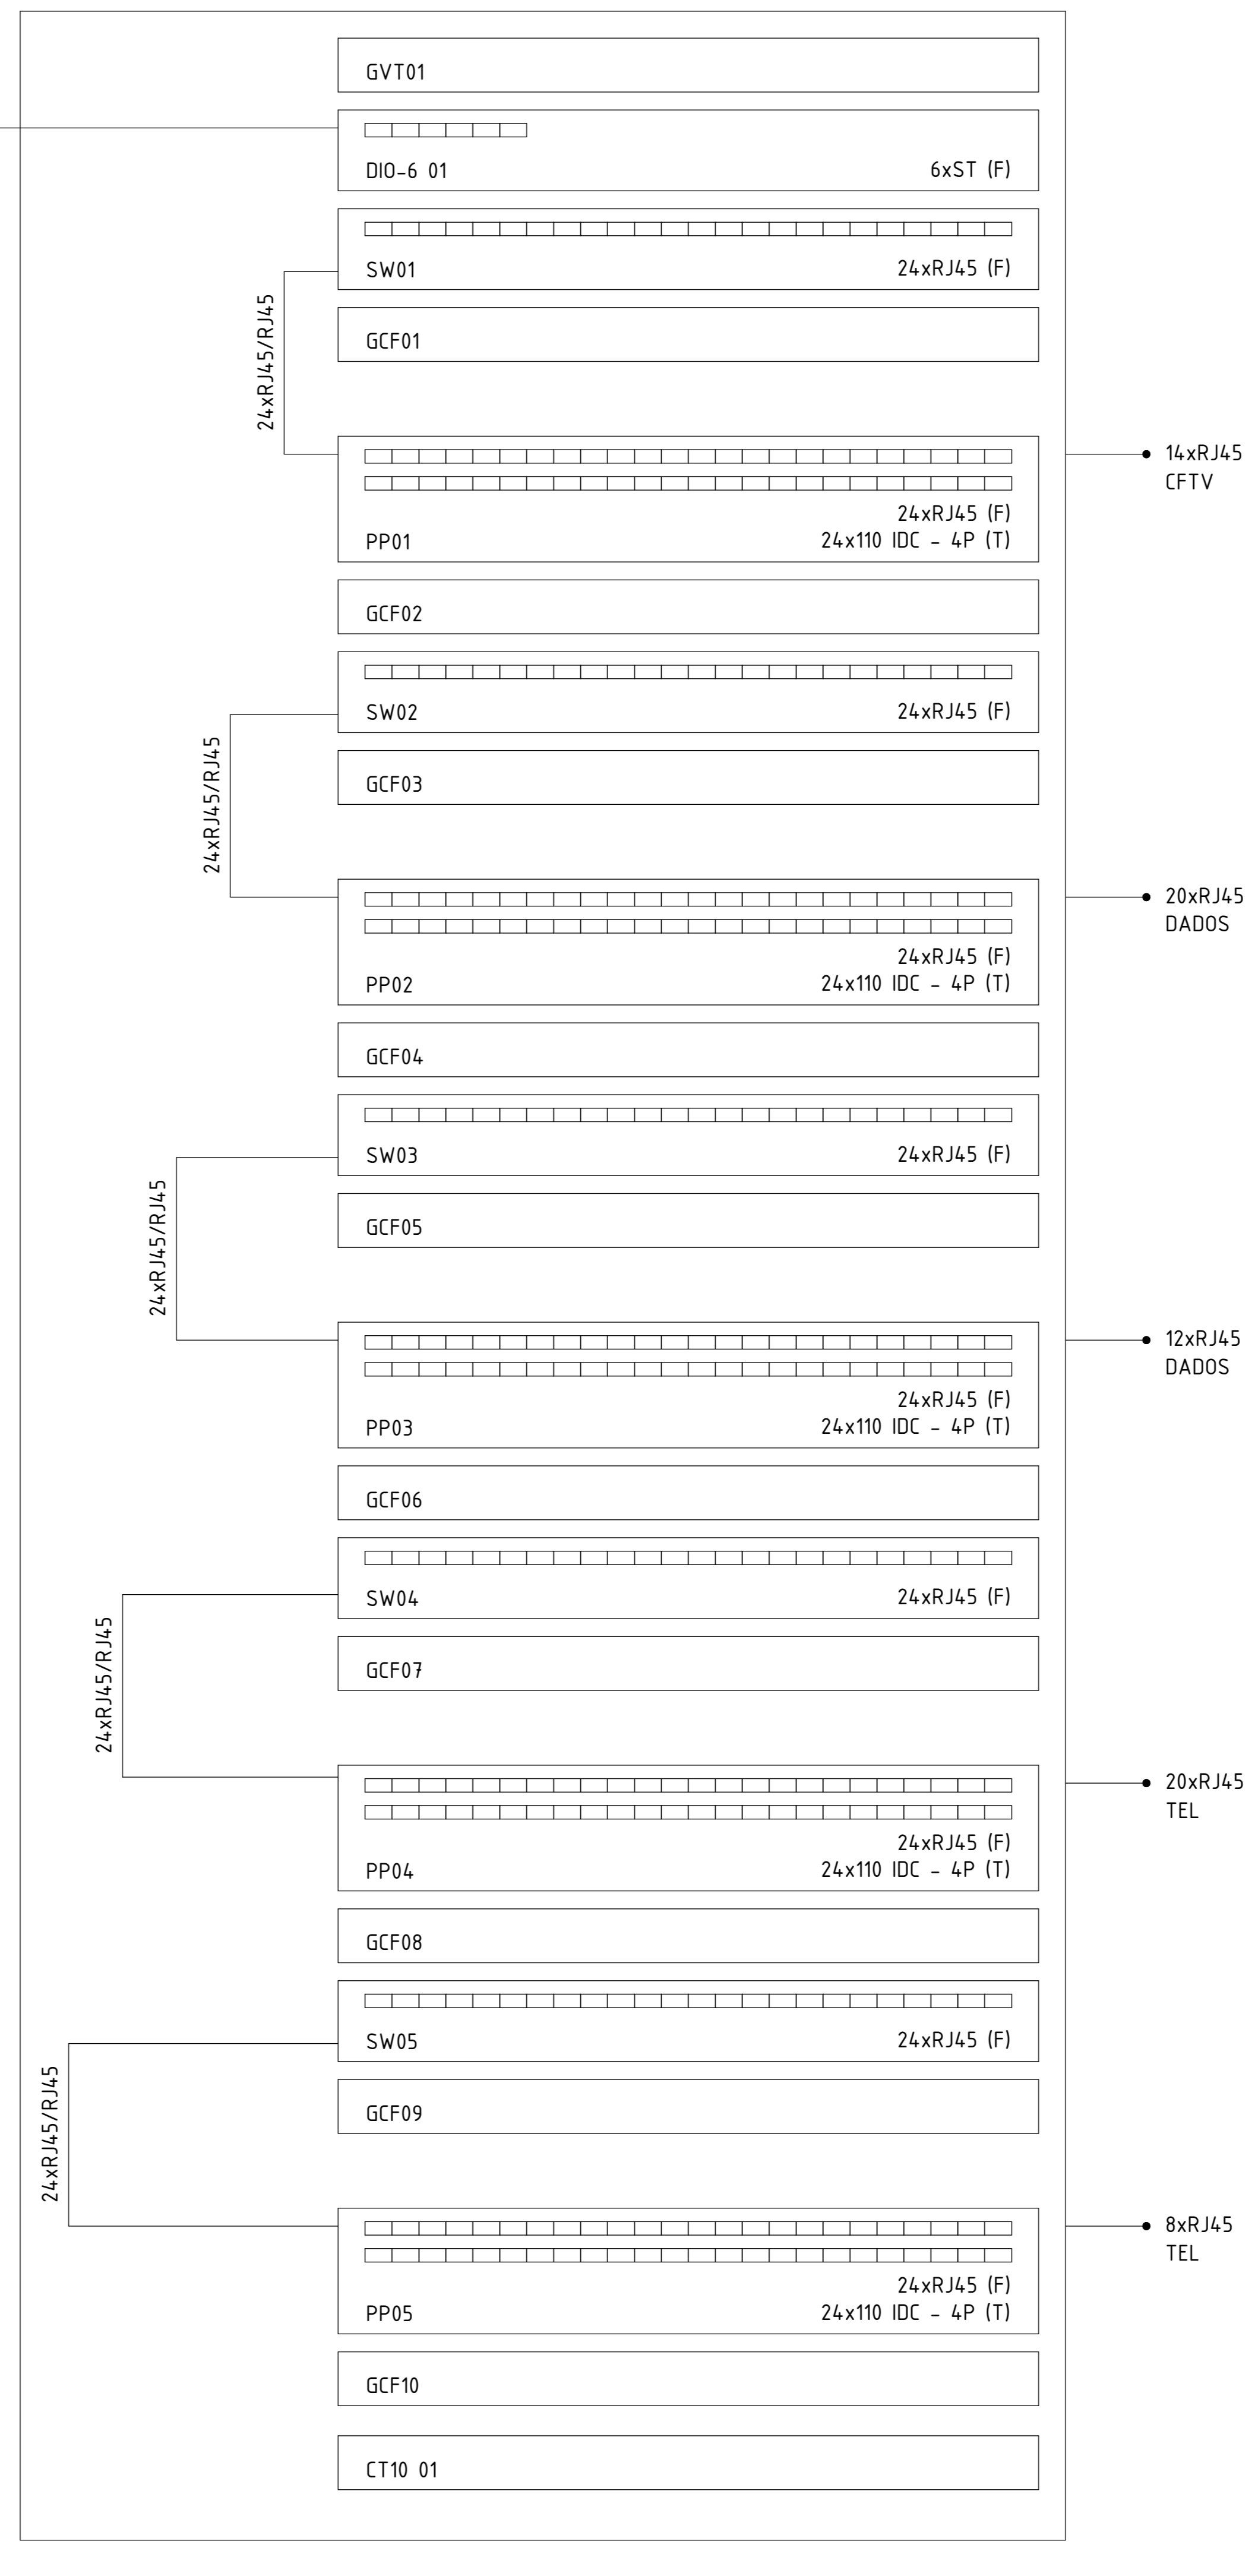 GVT01
DIO-6 01
6xST (F)
SW01
24xRJ45 (F)
24xRJ45/RJ45
GCF01
14xRJ45
CFTV
24xRJ45 (F)
PP01
24x110 IDC - 4P (T)
GCF02
SW02
24xRJ45 (F)
24xRJ45/RJ45
GCF03
20xRJ45
DADOS
24xRJ45 (F)
PP02
24x110 IDC - 4P (T)
GCF04
SW03
24xRJ45 (F)
24xRJ45/RJ45
GCF05
12xRJ45
DADOS
24xRJ45 (F)
PP03
24x110 IDC - 4P (T)
GCF06
SW04
24xRJ45 (F)
24xRJ45/RJ45
GCF07
20xRJ45
TEL
24xRJ45 (F)
PP04
24x110 IDC - 4P (T)
GCF08
SW05
24xRJ45 (F)
24xRJ45/RJ45
GCF09
8xRJ45
TEL
24xRJ45 (F)
PP05
24x110 IDC - 4P (T)
GCF10
CT10 01